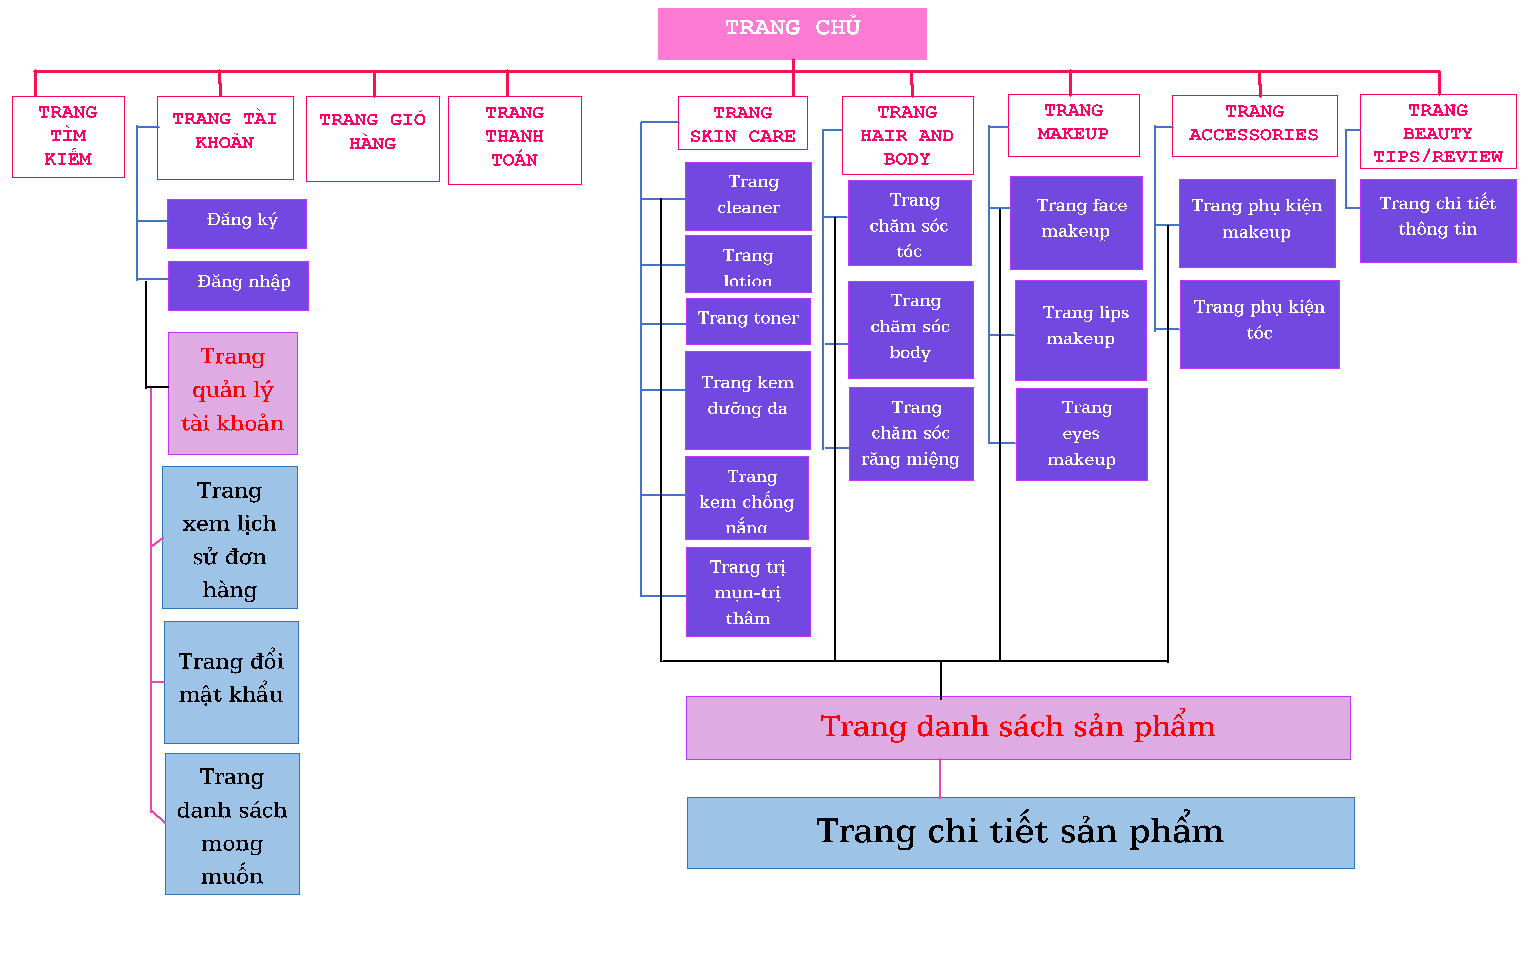 TRANG CHỦ
TRANG
TÌM
KIẾM
TRANG TÀI
KHOẢN
TRANG GIỎ
HÀNG
TRANG
THANH
TOÁN
TRANG
SKIN CARE
TRANG
HAIR AND
BODY
TRANG
MAKEUP
TRANG
ACCESSORIES
TRANG
BEAUTY
TIPS/REVIEW
Đăng ký
Đăng nhập
Trang
quản lý
tài khoản
Trang
xem lịch
sử đơn
hàng
Trang đổi
mật khẩu
Trang
danh sách
mong
muốn
Trang
cleaner
Trang
lotion
Trang toner
Trang kem
dưỡng da
Trang
kem chống
nắng
Trang trị
mụn-trị
thâm
Trang
chăm sóc
tóc
Trang
chăm sóc
body
Trang
chăm sóc
răng miệng
Trang face
makeup
Trang lips
makeup
Trang
eyes
makeup
Trang phụ kiện
makeup
Trang phụ kiện
tóc
Trang chi tiết
thông tin
Trang danh sách sản phẩm
Trang chi tiết sản phẩm